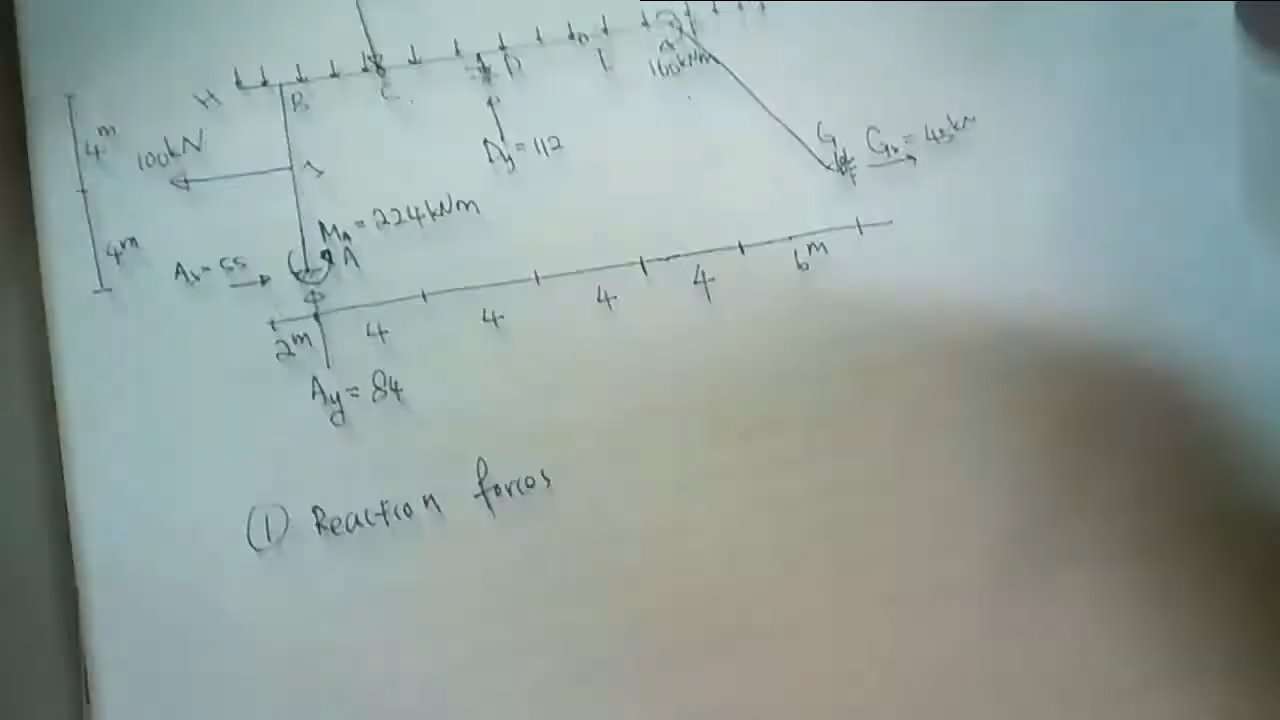 H
B
C
D
160kNm
4m
100kN
Dy = 112
G
Gx = 45kN
MA = 224kNm
4m
Ax = 55
A
2m 4 4 4 4 6m
Ay = 84
(1) Reaction forces